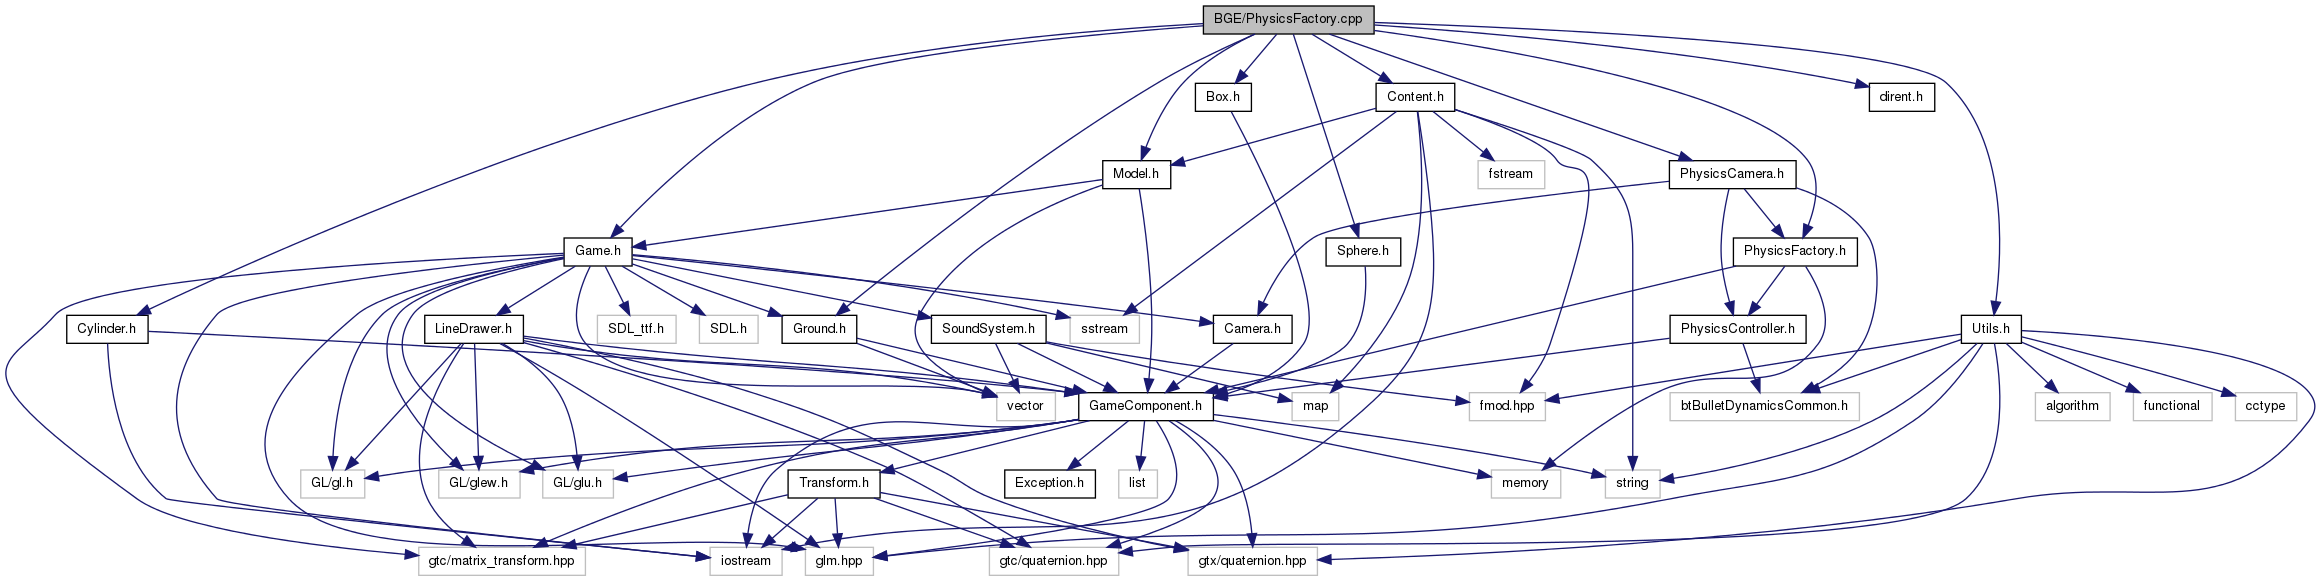 BGE/PhysicsFactory.cpp
Box.h
Content.h
dirent.h
Model.h
fstream
PhysicsCamera.h
Game.h
Sphere.h
PhysicsFactory.h
Cylinder.h
LineDrawer.h
SDL_ttf.h
SDL.h
Ground.h
SoundSystem.h
sstream
Camera.h
PhysicsController.h
Utils.h
vector
GameComponent.h
map
fmod.hpp
btBulletDynamicsCommon.h
algorithm
functional
cctype
GL/gl.h
GL/glew.h
GL/glu.h
Transform.h
Exception.h
list
memory
string
gtc/matrix_transform.hpp
iostream
glm.hpp
gtc/quaternion.hpp
gtx/quaternion.hpp